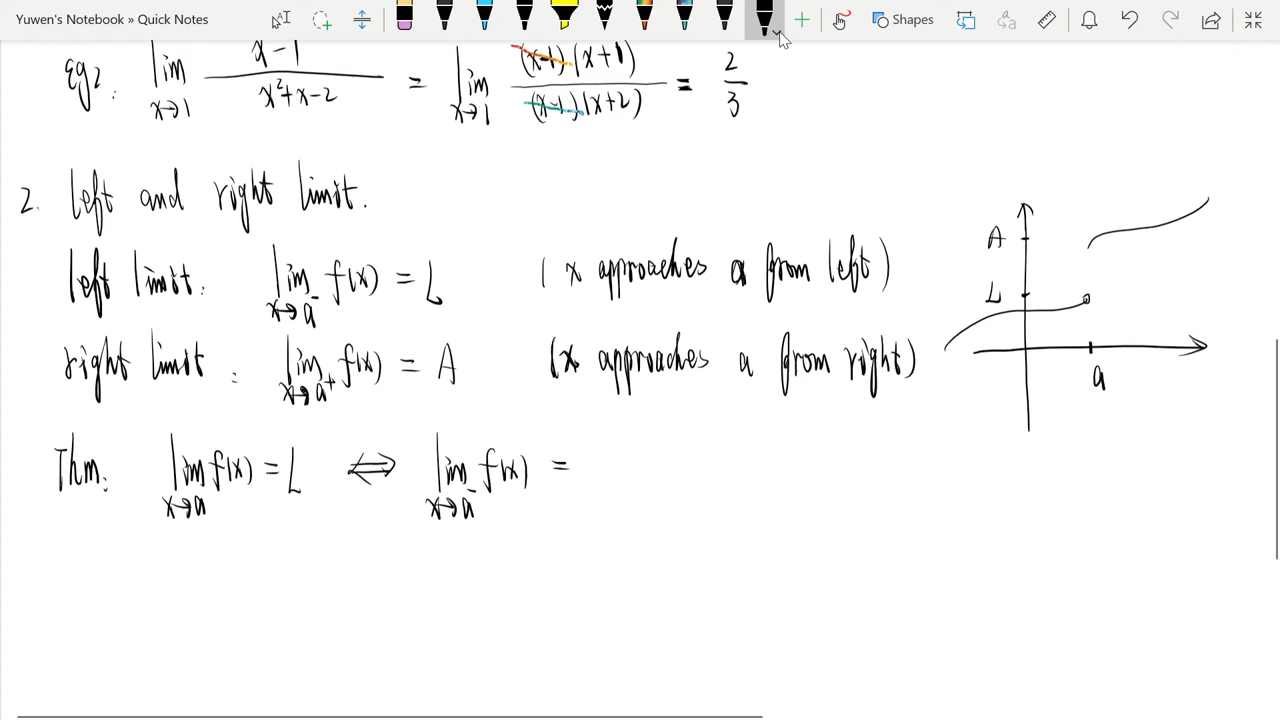 Yuwen's Notebook » Quick Notes Shapes
Eg2. lim x→1 x-1 / x²+x-2 = lim x→1 (x-1)(x+1) / (x-1)(x+2) = 2/3
2. left and right limit.
left limit: lim x→a⁻ f(x) = L (x approaches a from left)
right limit: lim x→a⁺ f(x) = A (x approaches a from right)
Thm: lim x→a f(x) = L ⇔ lim x→a⁻ f(x) =
A
L
a